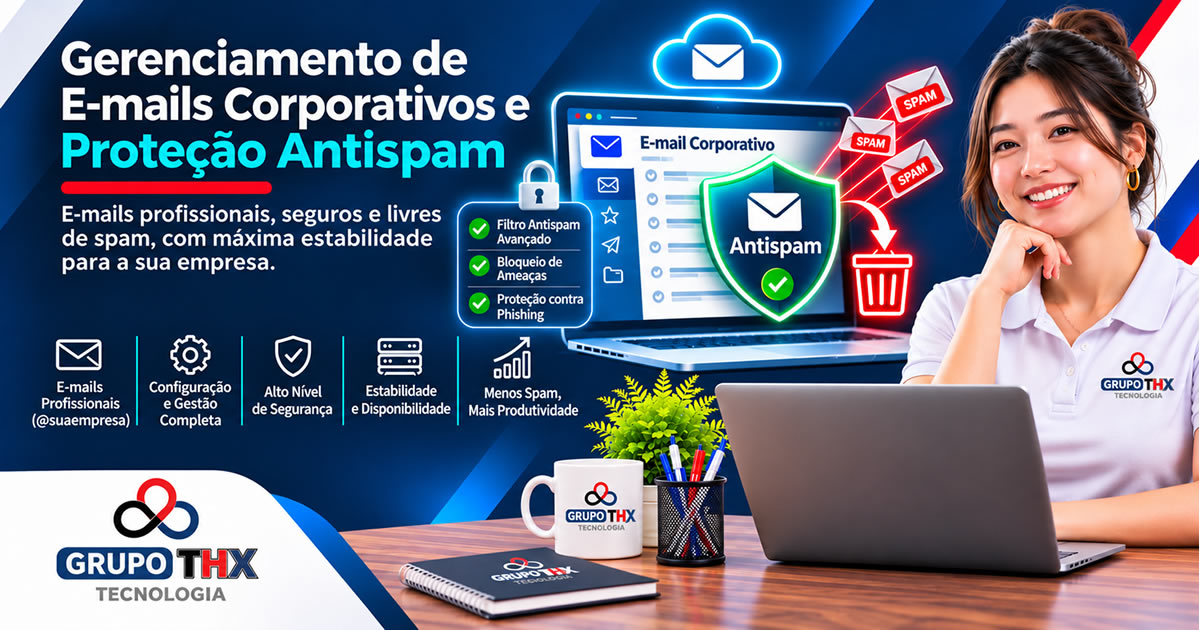 Gerenciamento de
E-mails Corporativos e
Proteção Antispam
E-mails profissionais, seguros e livres
de spam, com máxima estabilidade
para a sua empresa.
Filtro Antispam
Avançado
Bloqueio de
Ameaças
Proteção contra
Phishing
E-mail Corporativo
Antispam
SPAM
SPAM
SPAM
E-mails
Profissionais
(@suaempresa)
Configuração
e Gestão
Completa
Alto Nível
de Segurança
Estabilidade
e Disponibilidade
Menos Spam,
Mais Produtividade
GRUPO THX
TECNOLOGIA
GRUPO THX
TECNOLOGIA
GRUPO THX
TECNOLOGIA
GRUPO THX
TECNOLOGIA